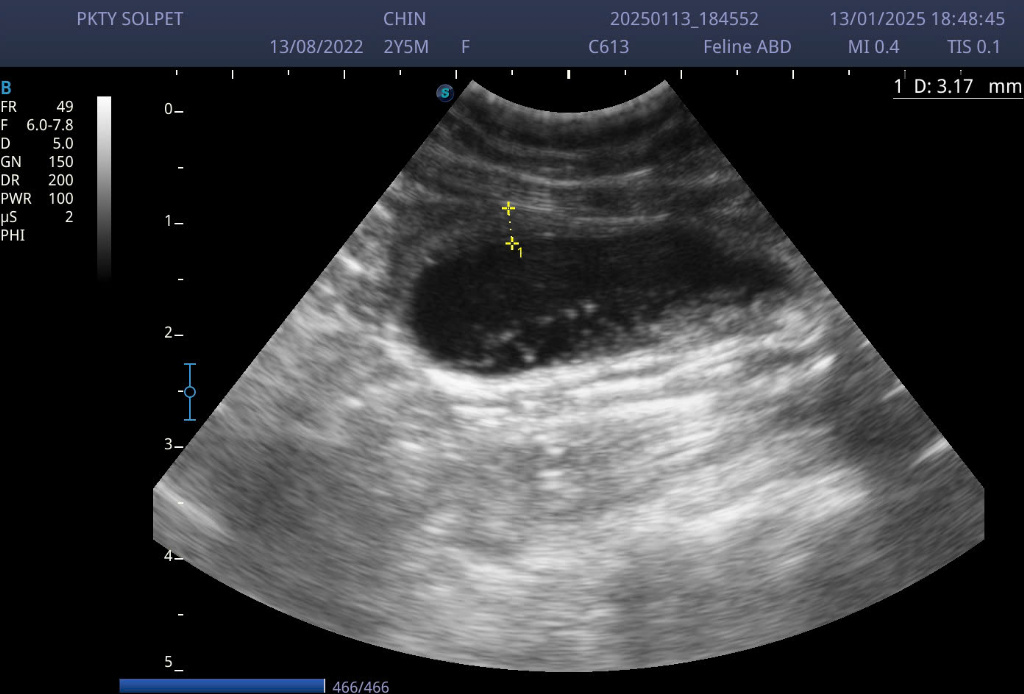 PKTY SOLPET CHIN 20250113_184552 13/01/2025 18:48:45
13/08/2022 2Y5M F C613 Feline ABD MI 0.4 TIS 0.1
B
FR 49
F 6.0-7.8
D 5.0
GN 150
DR 200
PWR 100
µS 2
PHI
S
1 D: 3.17 mm
0
1
2
3
4
5
1
466/466